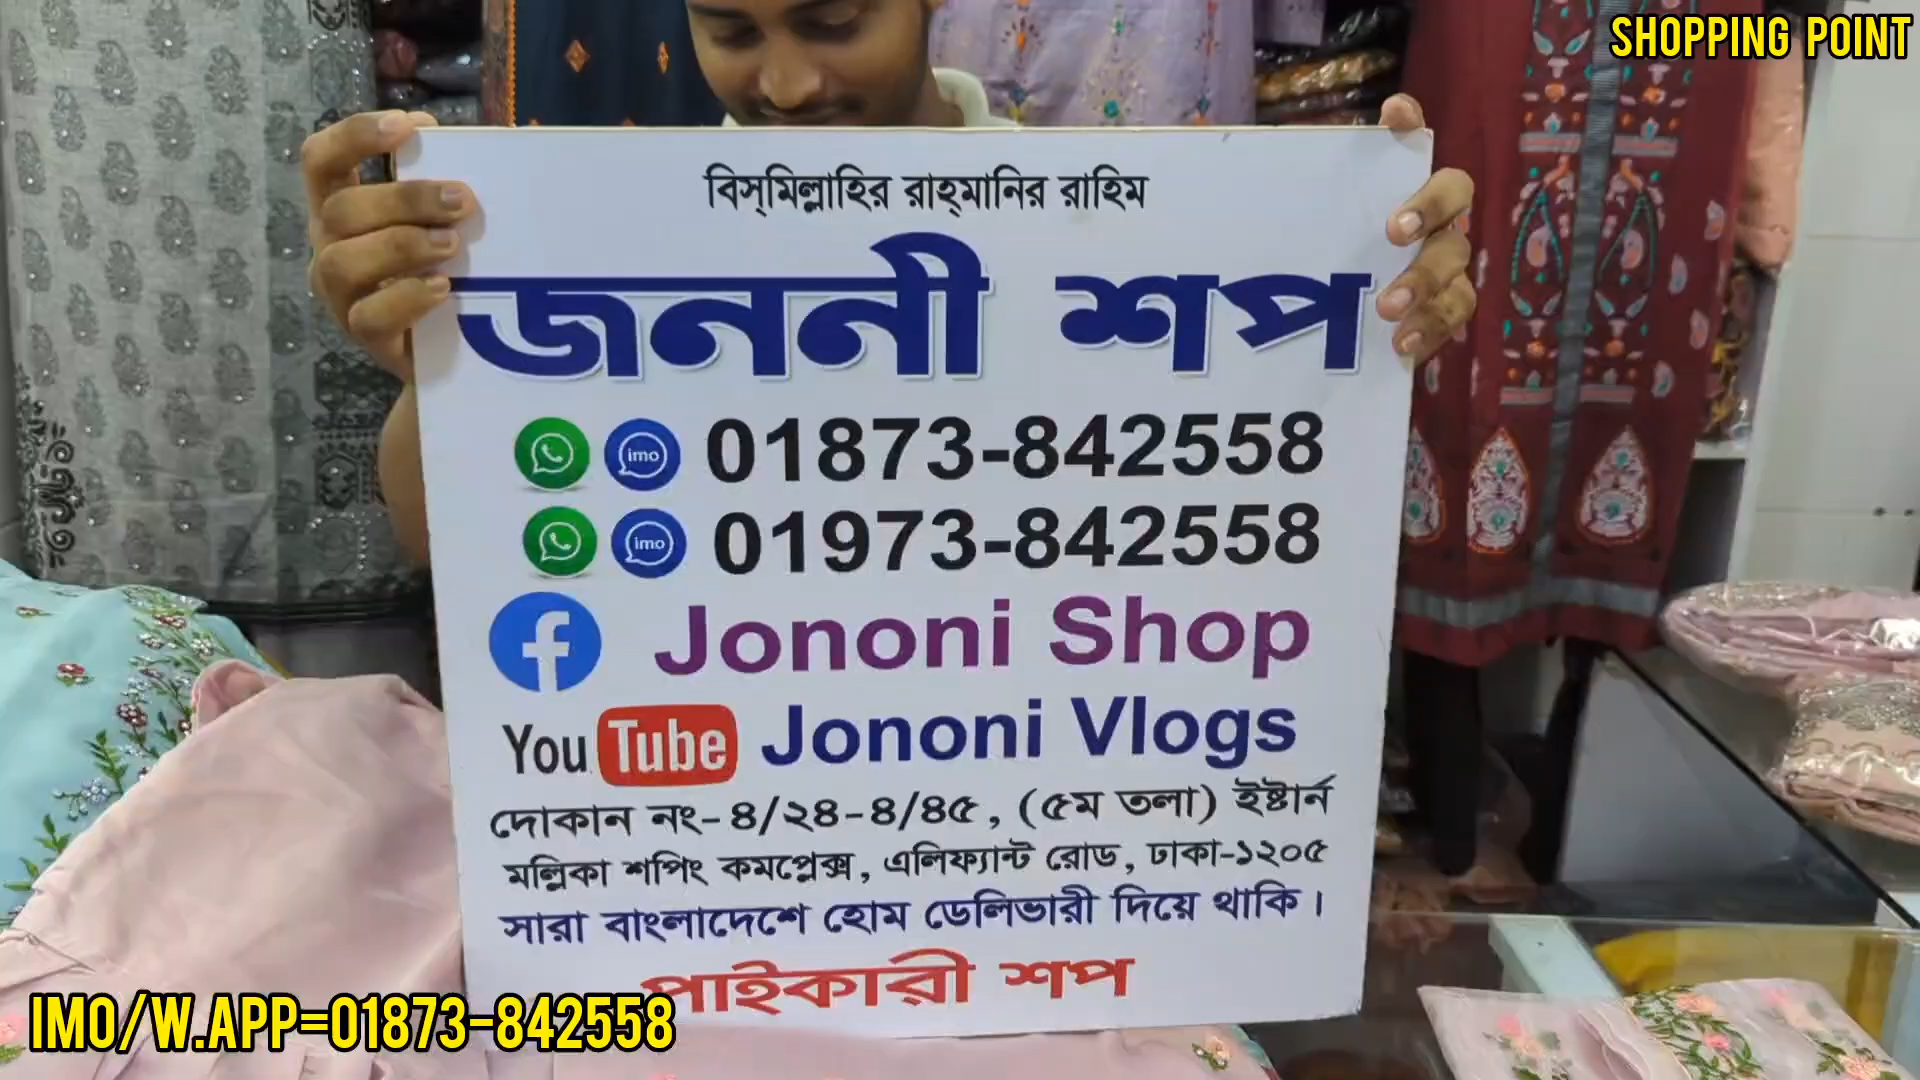 SHOPPING POINT
বিস্‌মিল্লাহির রাহ্‌মানির রাহিম
জননী শপ
imo 01873-842558
imo 01973-842558
Jononi Shop
YouTube Jononi Vlogs
দোকান নং-৪/২৪-৪/৪৫, (৫ম তলা) ইষ্টার্ন
মল্লিকা শপিং কমপ্লেক্স, এলিফ্যান্ট রোড, ঢাকা-১২০৫
সারা বাংলাদেশে হোম ডেলিভারী দিয়ে থাকি।
পাইকারী শপ
IMO/W.APP=01873-842558